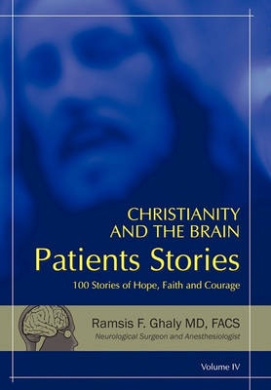 CHRISTIANITY
AND THE BRAIN
Patients Stories
100 Stories of Hope, Faith and Courage
Ramsis F. Ghaly MD, FACS
Neurological Surgeon and Anesthesiologist
Volume IV